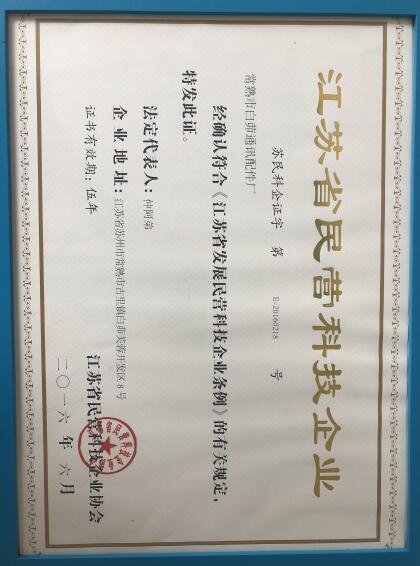 江苏省民营科技企业
苏民科企证字 第 E-20160218 号
常熟市白茆通讯配件厂
经确认符合《江苏省发展民营科技企业条例》的有关规定，
特发此证。
法定代表人：仲阿弟
企业地址：江苏省苏州市常熟市古里镇白茆芙蓉开发区8号
证书有效期：伍年
江苏省民营科技企业协会
二〇一六年六月